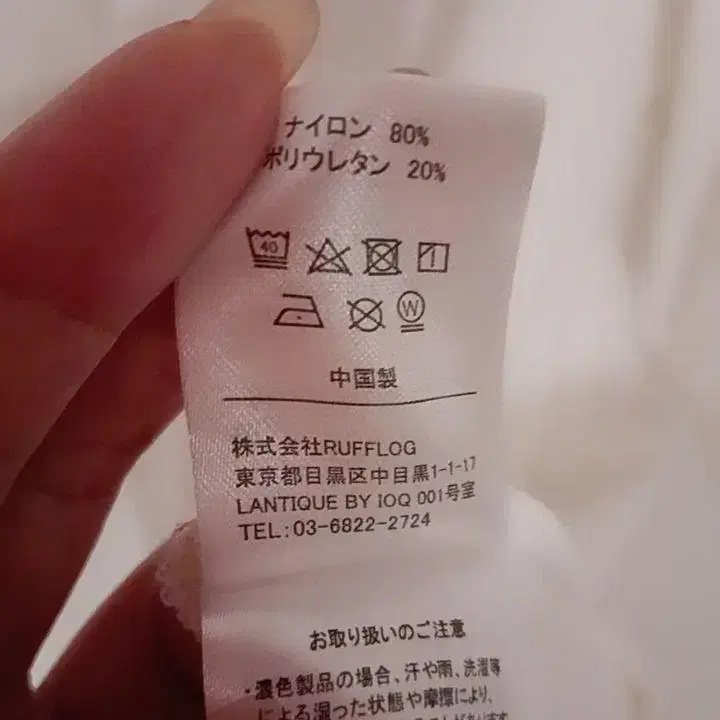 ナイロン 80%
ポリウレタン 20%
40
W
中国製
株式会社RUFFLOG
東京都目黒区中目黒1-1-17
LANTIQUE BY IOQ 001号室
TEL:03-6822-2724
お取り扱いのご注意
・濃色製品の場合、汗や雨、洗濯等
による湿った状態や摩擦により、